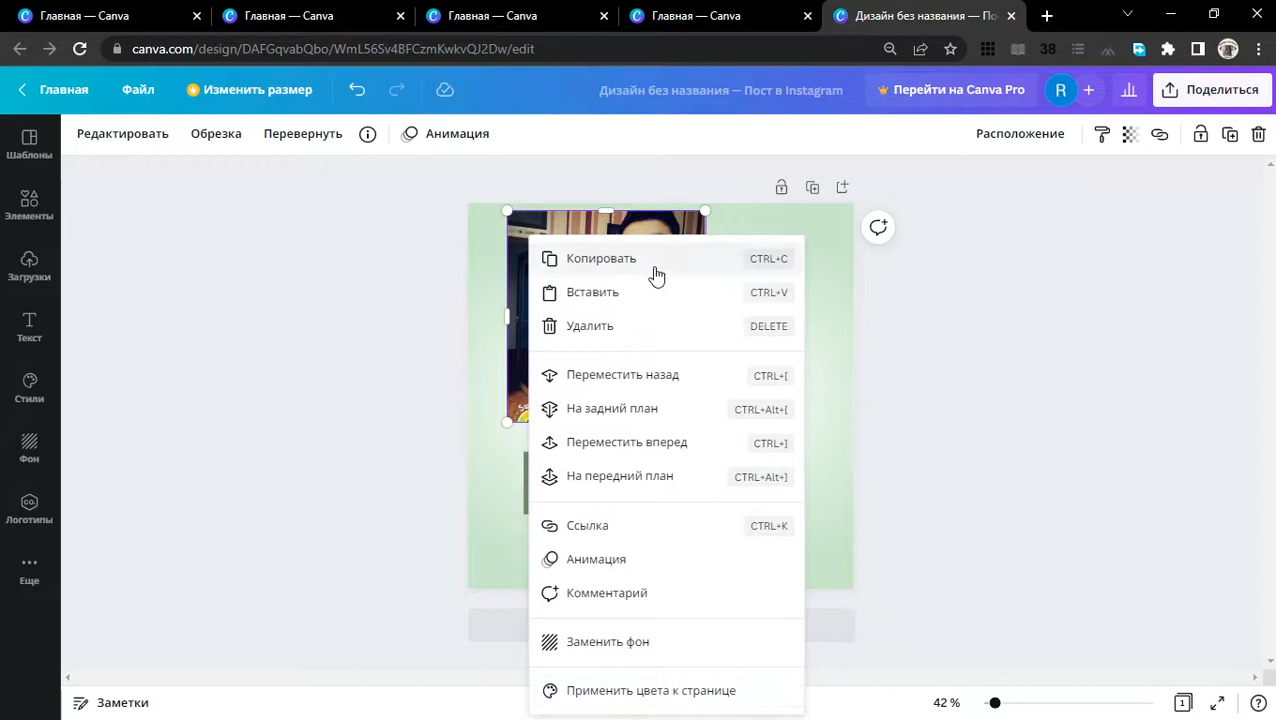 Главная — Canva
Главная — Canva
Главная — Canva
Главная — Canva
Дизайн без названия — По
canva.com/design/DAFGqvabQbo/WmL56Sv4BFCzmKwkvQJ2Dw/edit
38
Главная
Файл
Изменить размер
Дизайн без названия — Пост в Instagram
Перейти на Canva Pro
R
Поделиться
Редактировать
Обрезка
Перевернуть
Анимация
Расположение
Шаблоны
Элементы
Загрузки
Текст
Стили
Фон
CO.
Логотипы
Еще
Копировать CTRL+C
Вставить CTRL+V
Удалить DELETE
Переместить назад CTRL+[
На задний план CTRL+Alt+[
Переместить вперед CTRL+]
На передний план CTRL+Alt+]
Ссылка CTRL+K
Анимация
Комментарий
Заменить фон
Применить цвета к странице
Заметки
42 %
1